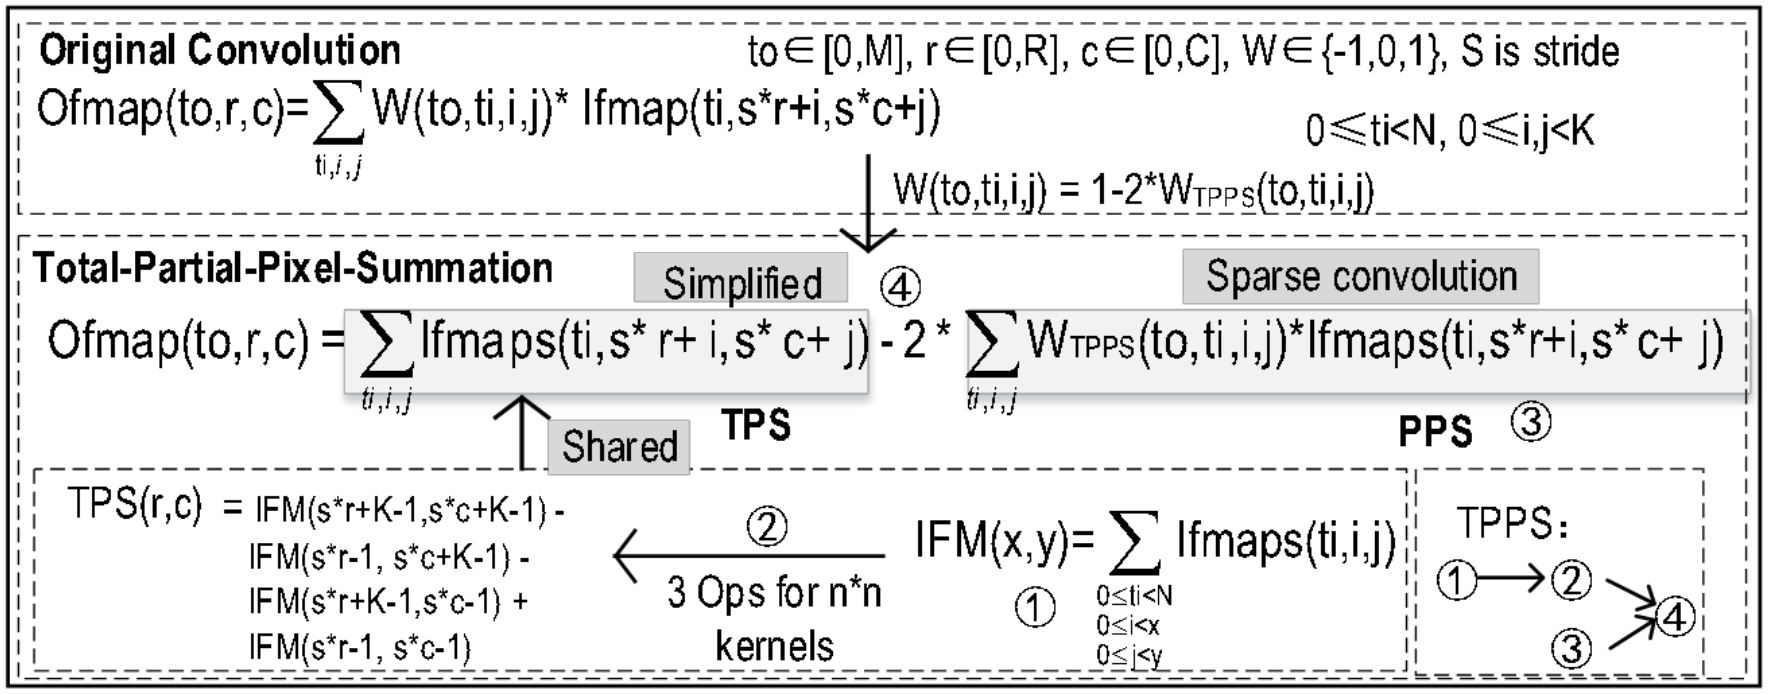 Original Convolution
to∈[0,M], r∈[0,R], c∈[0,C], W∈{-1,0,1}, S is stride
Ofmap(to,r,c)=∑W(to,ti,i,j)* Ifmap(ti,s*r+i,s*c+j)
ti,i,j
0≤ti<N, 0≤i,j<K
W(to,ti,i,j) = 1-2*WTPPS(to,ti,i,j)
Total-Partial-Pixel-Summation
Simplified
④
Sparse convolution
Ofmap(to,r,c) = ∑Ifmaps(ti,s* r+ i,s* c+ j) - 2 * ∑WTPPS(to,ti,i,j)*Ifmaps(ti,s*r+i,s* c+ j)
ti,i,j
ti,i,j
Shared
TPS
PPS ③
TPS(r,c) = IFM(s*r+K-1,s*c+K-1) -
IFM(s*r-1, s*c+K-1) -
IFM(s*r+K-1,s*c-1) +
IFM(s*r-1, s*c-1)
②
3 Ops for n*n
kernels
IFM(x,y)=∑Ifmaps(ti,i,j)
①
0≤ti<N
0≤i<x
0≤j<y
TPPS:
① ②
④
③